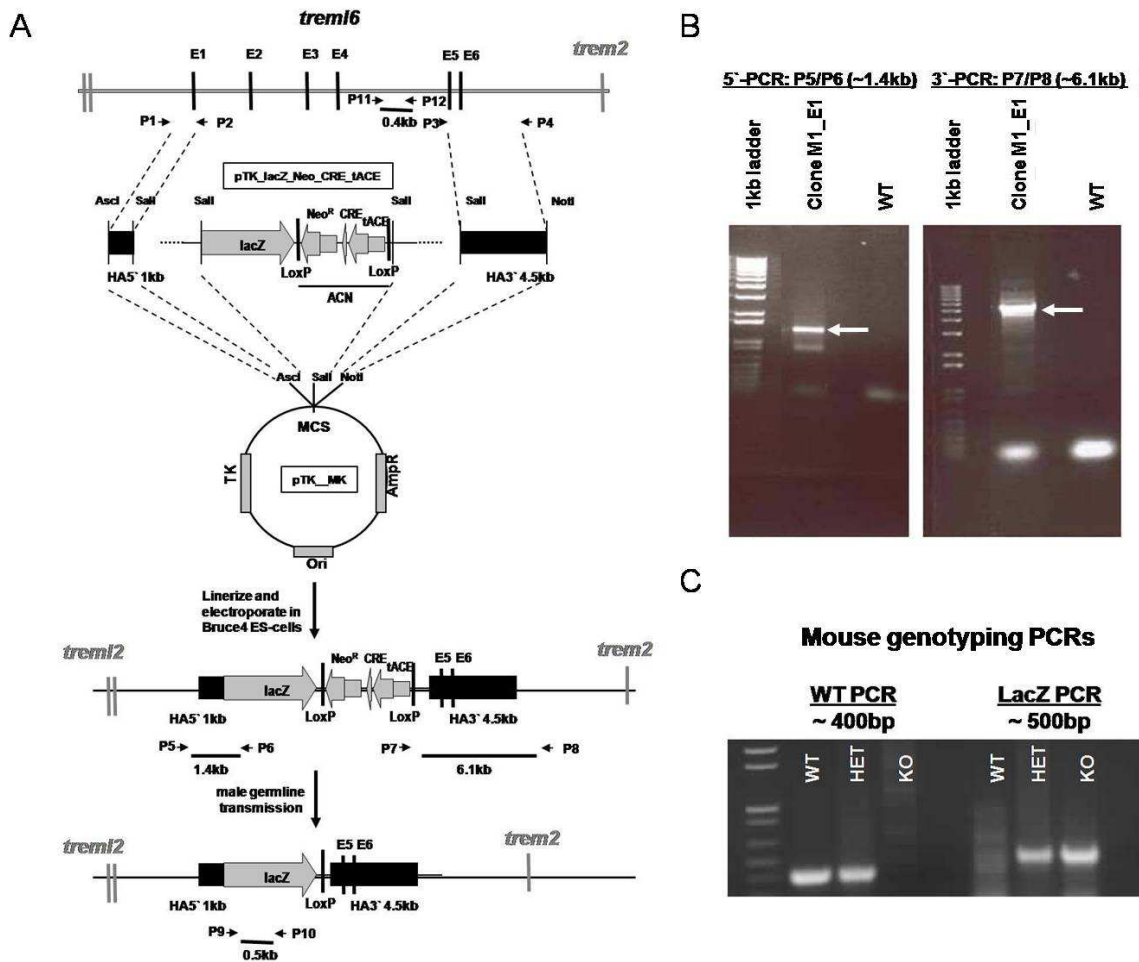 A
treml6
trem2
E1 E2 E3 E4 E5 E6
P11 P12
0.4kb
P1 P2 P3 P4
pTK_lacZ_Neo_CRE_tACE
AscI SalI SalI NeoR CRE tACE SalI SalI NotI
lacZ
LoxP LoxP
HA5` 1kb HA3` 4.5kb
ACN
AscI SalI NotI
MCS
TK
pTK_MK
AmpR
Ori
Linerize and
electroporate in
Bruce4 ES-cells
treml2 trem2
NeoR CRE tACE E5 E6
lacZ
HA5` 1kb LoxP LoxP HA3` 4.5kb
P5 P6 P7 P8
1.4kb 6.1kb
male germline
transmission
treml2 trem2
E5 E6
lacZ
HA5` 1kb LoxP HA3` 4.5kb
P9 P10
0.5kb
B
5`-PCR: P5/P6 (~1.4kb)
1kb ladder
Clone M1_E1
WT
3`-PCR: P7/P8 (~6.1kb)
1kb ladder
Clone M1_E1
WT
C
Mouse genotyping PCRs
WT PCR
~ 400bp
LacZ PCR
~ 500bp
WT HET KO WT HET KO